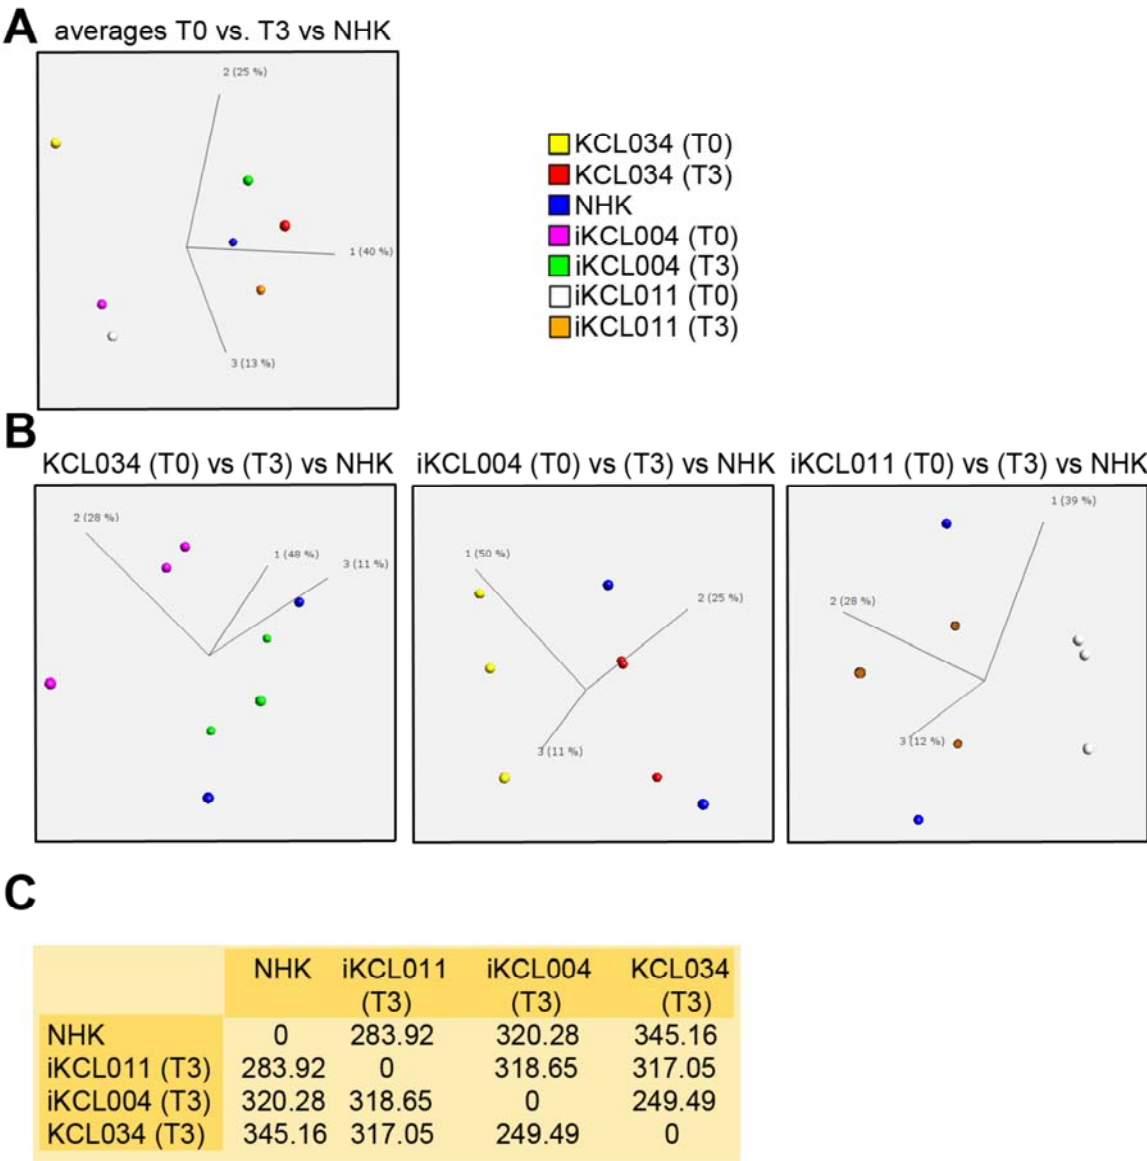 A
averages T0 vs. T3 vs NHK
2 (25 %)
1 (40 %)
3 (13 %)
KCL034 (T0)
KCL034 (T3)
NHK
iKCL004 (T0)
iKCL004 (T3)
iKCL011 (T0)
iKCL011 (T3)
B
KCL034 (T0) vs (T3) vs NHK
2 (28 %)
1 (48 %)
3 (11 %)
iKCL004 (T0) vs (T3) vs NHK
1 (50 %)
2 (25 %)
3 (11 %)
iKCL011 (T0) vs (T3) vs NHK
1 (39 %)
2 (28 %)
3 (12 %)
C
NHK iKCL011 iKCL004 KCL034
(T3) (T3) (T3)
NHK 0 283.92 320.28 345.16
iKCL011 (T3) 283.92 0 318.65 317.05
iKCL004 (T3) 320.28 318.65 0 249.49
KCL034 (T3) 345.16 317.05 249.49 0